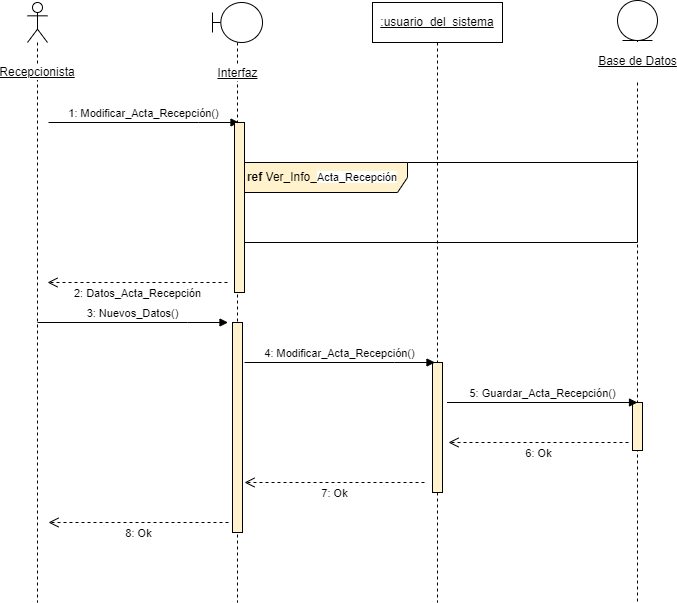 :usuario_del_sistema
Base de Datos
Recepcionista
Interfaz
1: Modificar_Acta_Recepción()
ref Ver_Info_Acta_Recepción
2: Datos_Acta_Recepción
3: Nuevos_Datos()
4: Modificar_Acta_Recepción()
5: Guardar_Acta_Recepción()
6: Ok
7: Ok
8: Ok